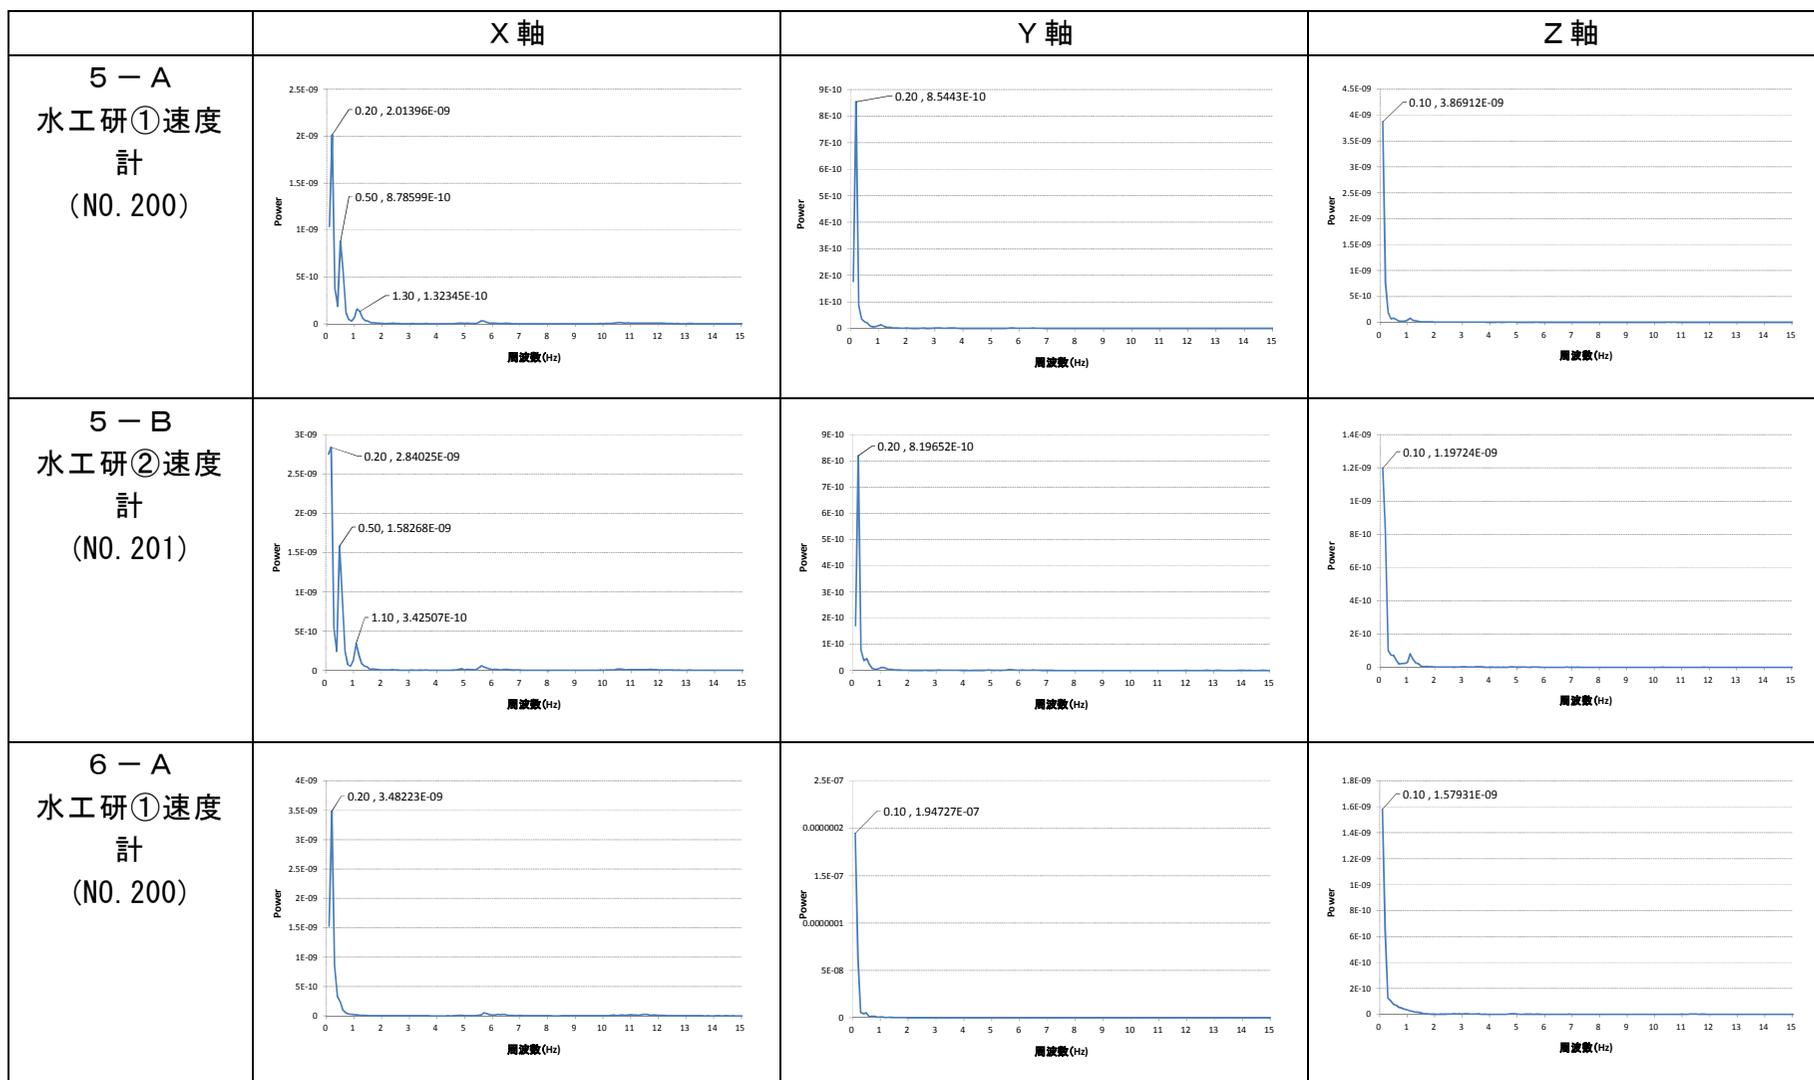 X軸
Y軸
Z軸
5－A
水工研①速度
計
(NO.200)
2.5E-09
2E-09
1.5E-09
1E-09
5E-10
0
Power
0.20 , 2.01396E-09
0.50 , 8.78599E-10
1.30 , 1.32345E-10
0 1 2 3 4 5 6 7 8 9 10 11 12 13 14 15
周波数(Hz)
9E-10
8E-10
7E-10
6E-10
5E-10
4E-10
3E-10
2E-10
1E-10
0
Power
0.20 , 8.5443E-10
0 1 2 3 4 5 6 7 8 9 10 11 12 13 14 15
周波数(Hz)
4.5E-09
4E-09
3.5E-09
3E-09
2.5E-09
2E-09
1.5E-09
1E-09
5E-10
0
Power
0.10 , 3.86912E-09
0 1 2 3 4 5 6 7 8 9 10 11 12 13 14 15
周波数(Hz)
5－B
水工研②速度
計
(NO.201)
3E-09
2.5E-09
2E-09
1.5E-09
1E-09
5E-10
0
Power
0.20 , 2.84025E-09
0.50 , 1.58268E-09
1.10 , 3.42507E-10
0 1 2 3 4 5 6 7 8 9 10 11 12 13 14 15
周波数(Hz)
9E-10
8E-10
7E-10
6E-10
5E-10
4E-10
3E-10
2E-10
1E-10
0
Power
0.20 , 8.19652E-10
0 1 2 3 4 5 6 7 8 9 10 11 12 13 14 15
周波数(Hz)
1.4E-09
1.2E-09
1E-09
8E-10
6E-10
4E-10
2E-10
0
Power
0.10 , 1.19724E-09
0 1 2 3 4 5 6 7 8 9 10 11 12 13 14 15
周波数(Hz)
6－A
水工研①速度
計
(NO.200)
4E-09
3.5E-09
3E-09
2.5E-09
2E-09
1.5E-09
1E-09
5E-10
0
Power
0.20 , 3.48223E-09
0 1 2 3 4 5 6 7 8 9 10 11 12 13 14 15
周波数(Hz)
2.5E-07
0.0000002
1.5E-07
0.0000001
5E-08
0
Power
0.10 , 1.94727E-07
0 1 2 3 4 5 6 7 8 9 10 11 12 13 14 15
周波数(Hz)
1.8E-09
1.6E-09
1.4E-09
1.2E-09
1E-09
8E-10
6E-10
4E-10
2E-10
0
Power
0.10 , 1.57931E-09
0 1 2 3 4 5 6 7 8 9 10 11 12 13 14 15
周波数(Hz)